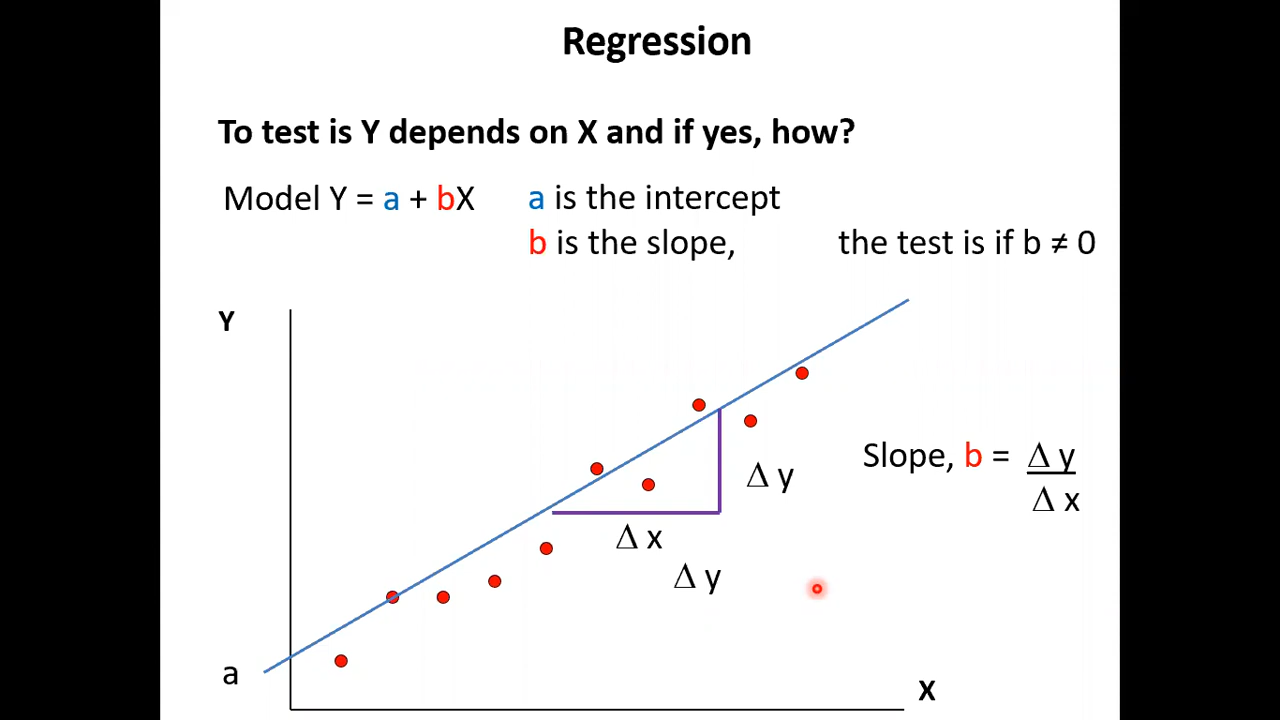 Regression
To test is Y depends on X and if yes, how?
Model Y = a + bX
a is the intercept
b is the slope,
the test is if b ≠ 0
Y
Δ y
Slope, b = Δ y
Δ x
Δ x
Δ y
a
X